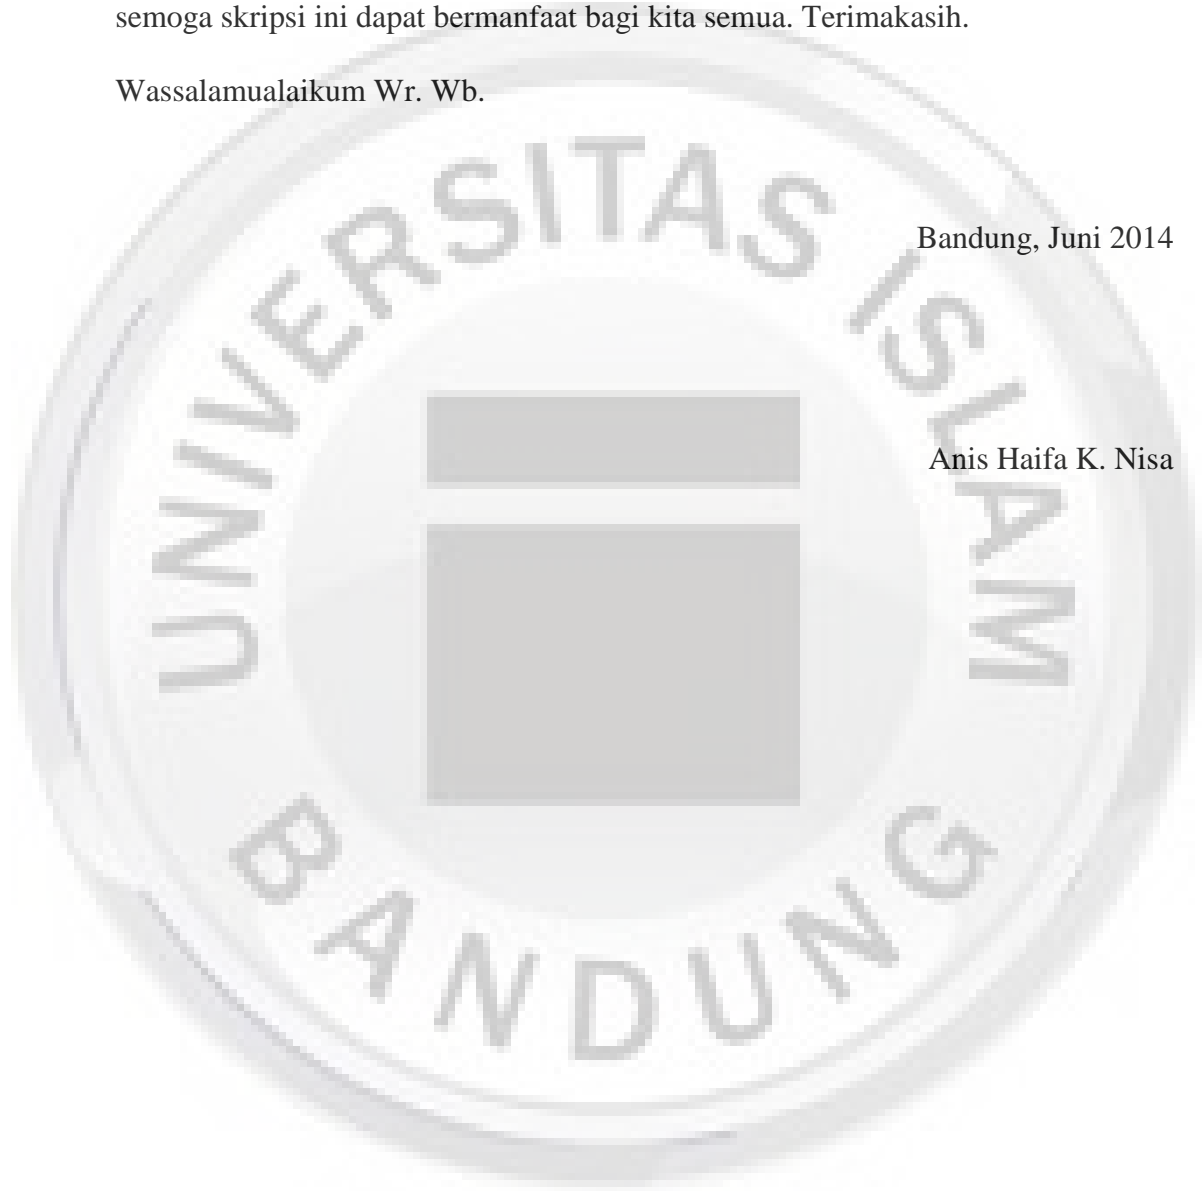 semoga skripsi ini dapat bermanfaat bagi kita semua. Terimakasih.
Wassalamualaikum Wr. Wb.
Bandung, Juni 2014
Anis Haifa K. Nisa
UNIVERSITAS ISLAM
BANDUNG